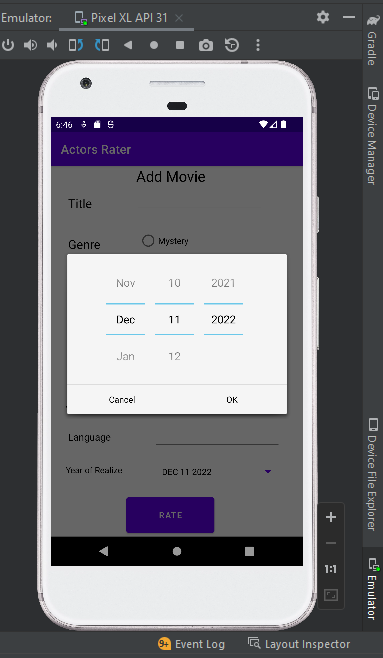 Emulator: Pixel XL API 31
Gradle
Device Manager
6:46
Actors Rater
Add Movie
Title
Genre Mystery
Nov 10 2021
Dec 11 2022
Jan 12
Cancel OK
Language
Year of Realize DEC 11 2022
RATE
1:1
Device File Explorer
Emulator
9+ Event Log Layout Inspector